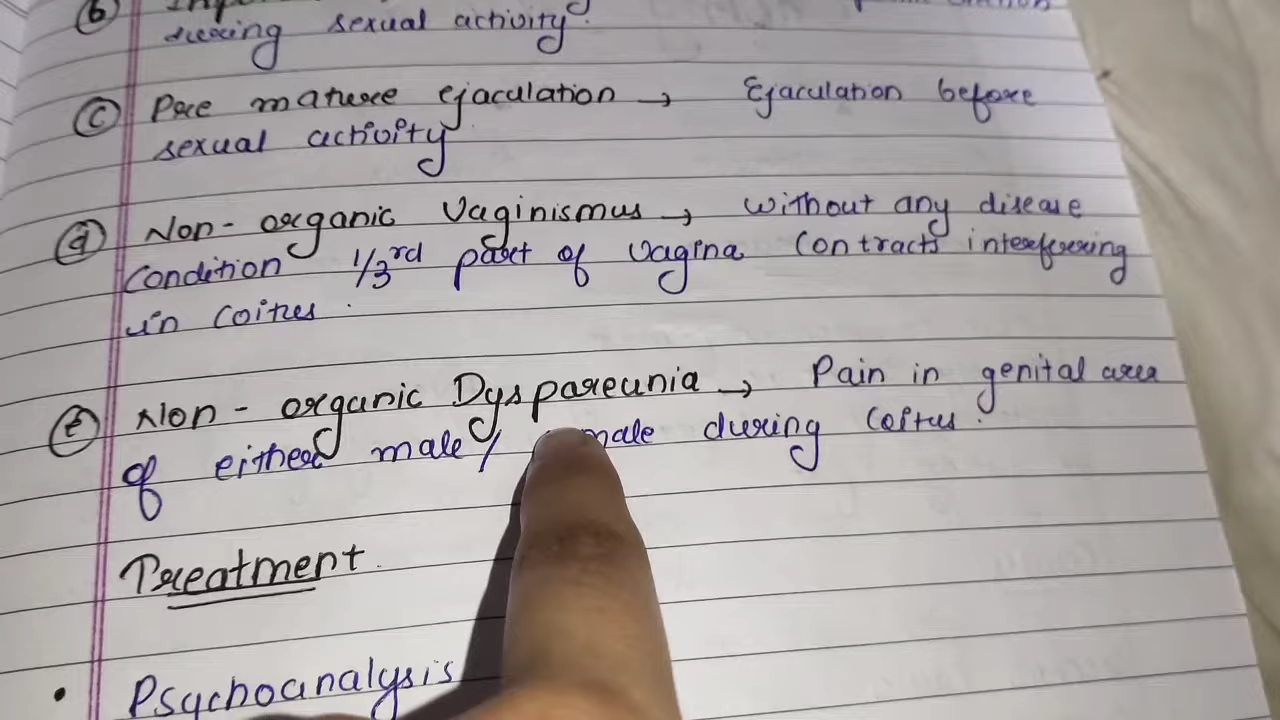 (b)
during sexual activity.
(c) Pre mature ejaculation → Ejaculation before
sexual activity
(d) Non-organic Vaginismus → without any disease
condition 1/3rd part of vagina contracts interferring
in coitus.
(e) Non-organic Dyspareunia → Pain in genital area
of either male/ male during coitus.
Treatment
• Psychoanalysis